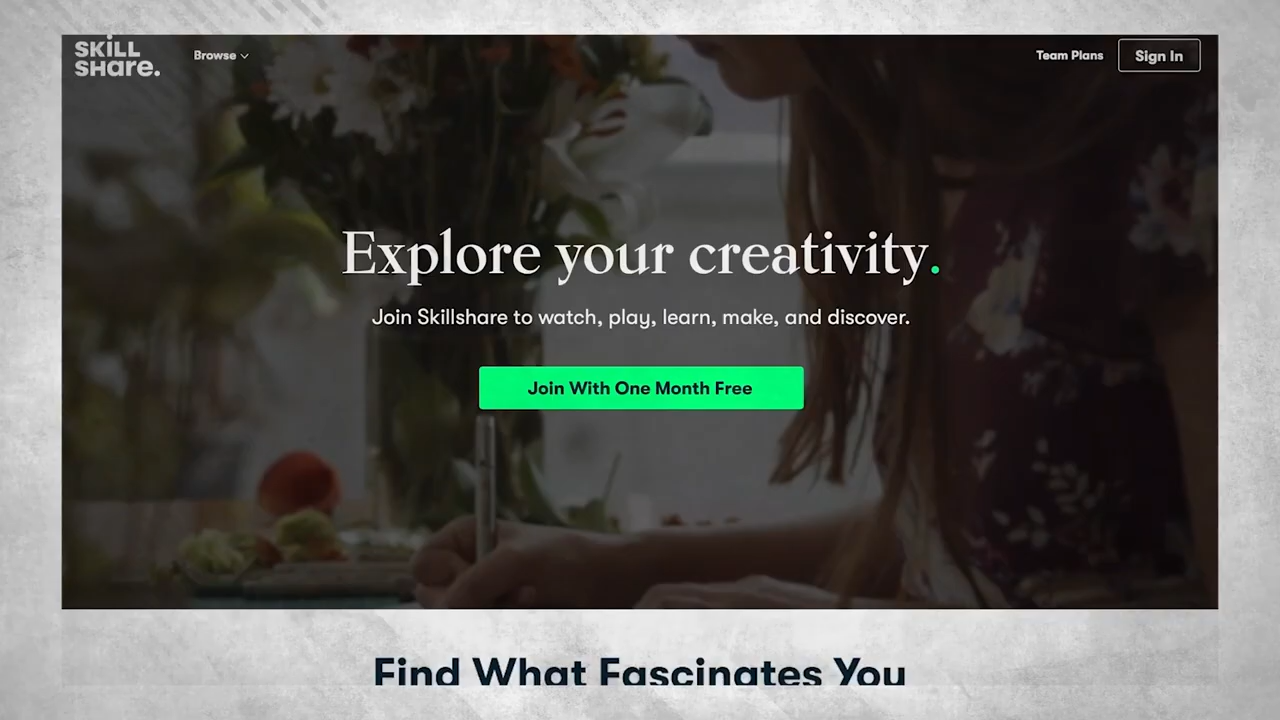 SKILL
SHare.
Browse
Team Plans
Sign In
Explore your creativity.
Join Skillshare to watch, play, learn, make, and discover.
Join With One Month Free
Find What Fascinates You